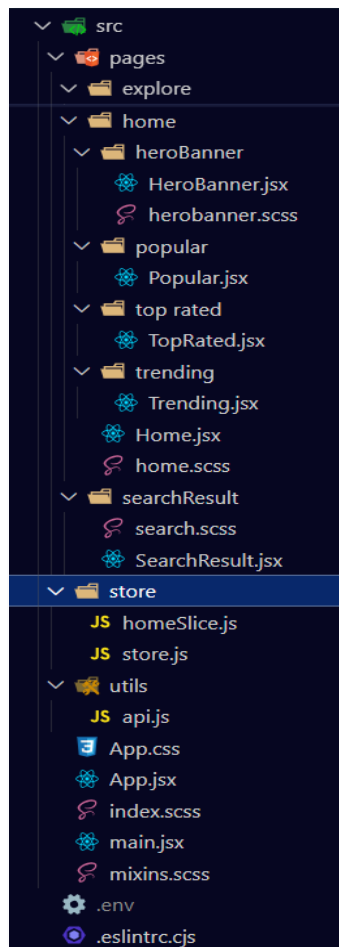 src
pages
explore
home
heroBanner
HeroBanner.jsx
herobanner.scss
popular
Popular.jsx
top rated
TopRated.jsx
trending
Trending.jsx
Home.jsx
home.scss
searchResult
search.scss
SearchResult.jsx
store
JS homeSlice.js
JS store.js
utils
JS api.js
3 App.css
App.jsx
index.scss
main.jsx
mixins.scss
.env
.eslintrc.cjs